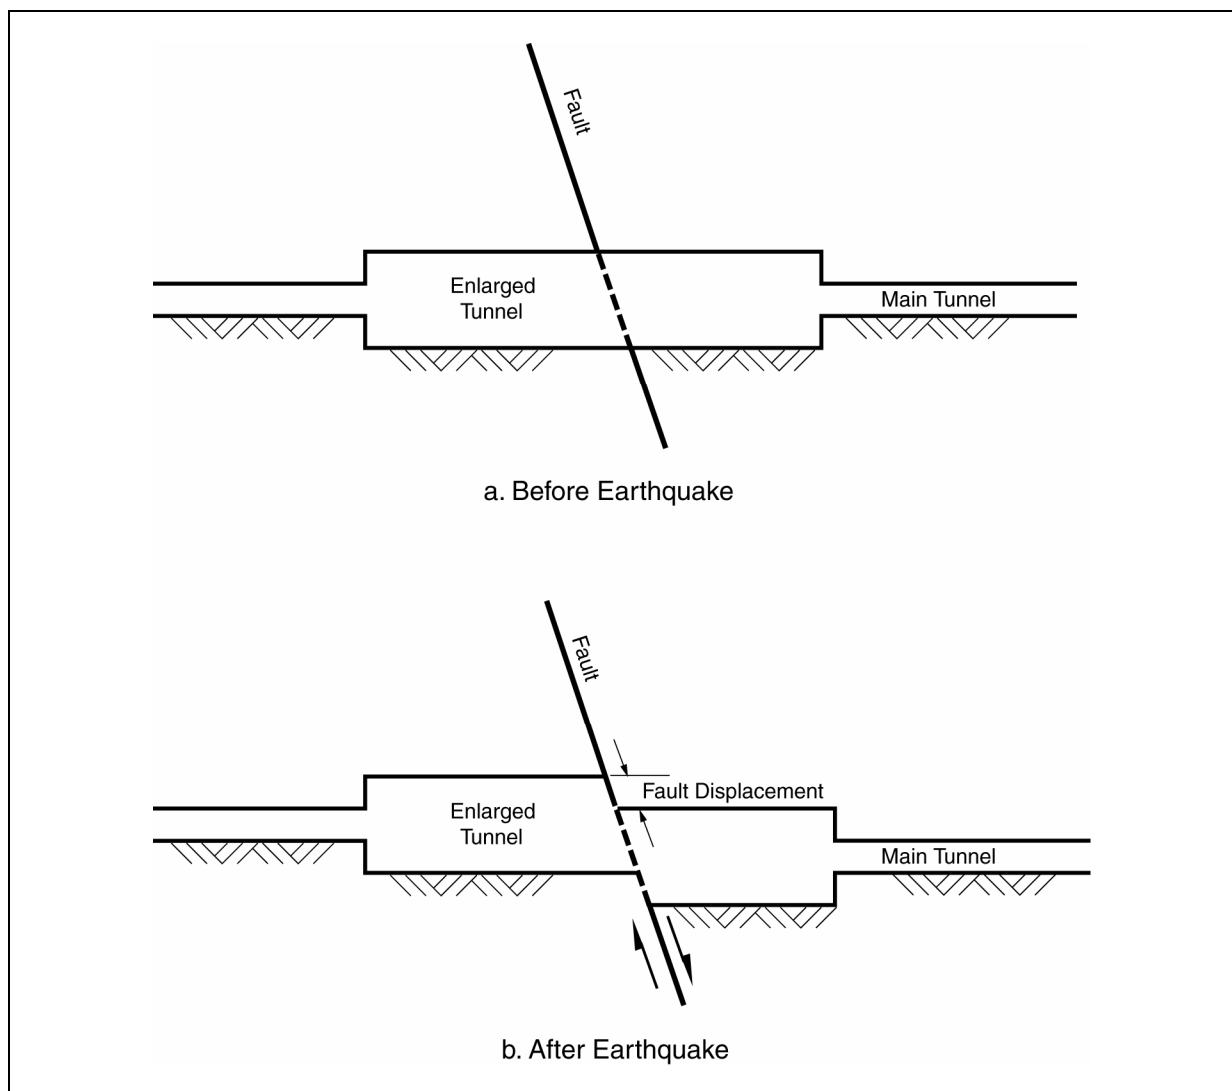 Fault
Enlarged
Tunnel
Main Tunnel
a. Before Earthquake
Fault
Fault Displacement
Enlarged
Tunnel
Main Tunnel
b. After Earthquake